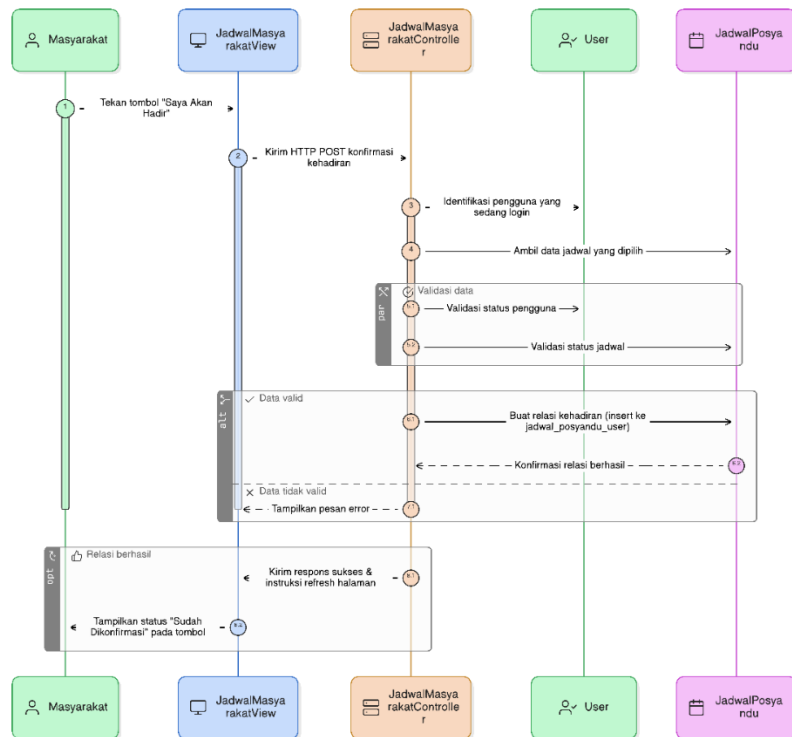 Masyarakat
JadwalMasya
rakatView
JadwalMasya
rakatControlle
r
User
JadwalPosya
ndu
1
Tekan tombol "Saya Akan
Hadir"
2
Kirim HTTP POST konfirmasi
kehadiran
3
Identifikasi pengguna yang
sedang login
4
Ambil data jadwal yang dipilih
par
Validasi data
5.1
Validasi status pengguna
5.2
Validasi status jadwal
alt
Data valid
6.1
Buat relasi kehadiran (insert ke
jadwal_posyandu_user)
Konfirmasi relasi berhasil
6.2
Data tidak valid
Tampilkan pesan error
7.1
opt
Relasi berhasil
Kirim respons sukses &
instruksi refresh halaman
8.1
Tampilkan status "Sudah
Dikonfirmasi" pada tombol
Masyarakat
JadwalMasya
rakatView
JadwalMasya
rakatControlle
r
User
JadwalPosya
ndu